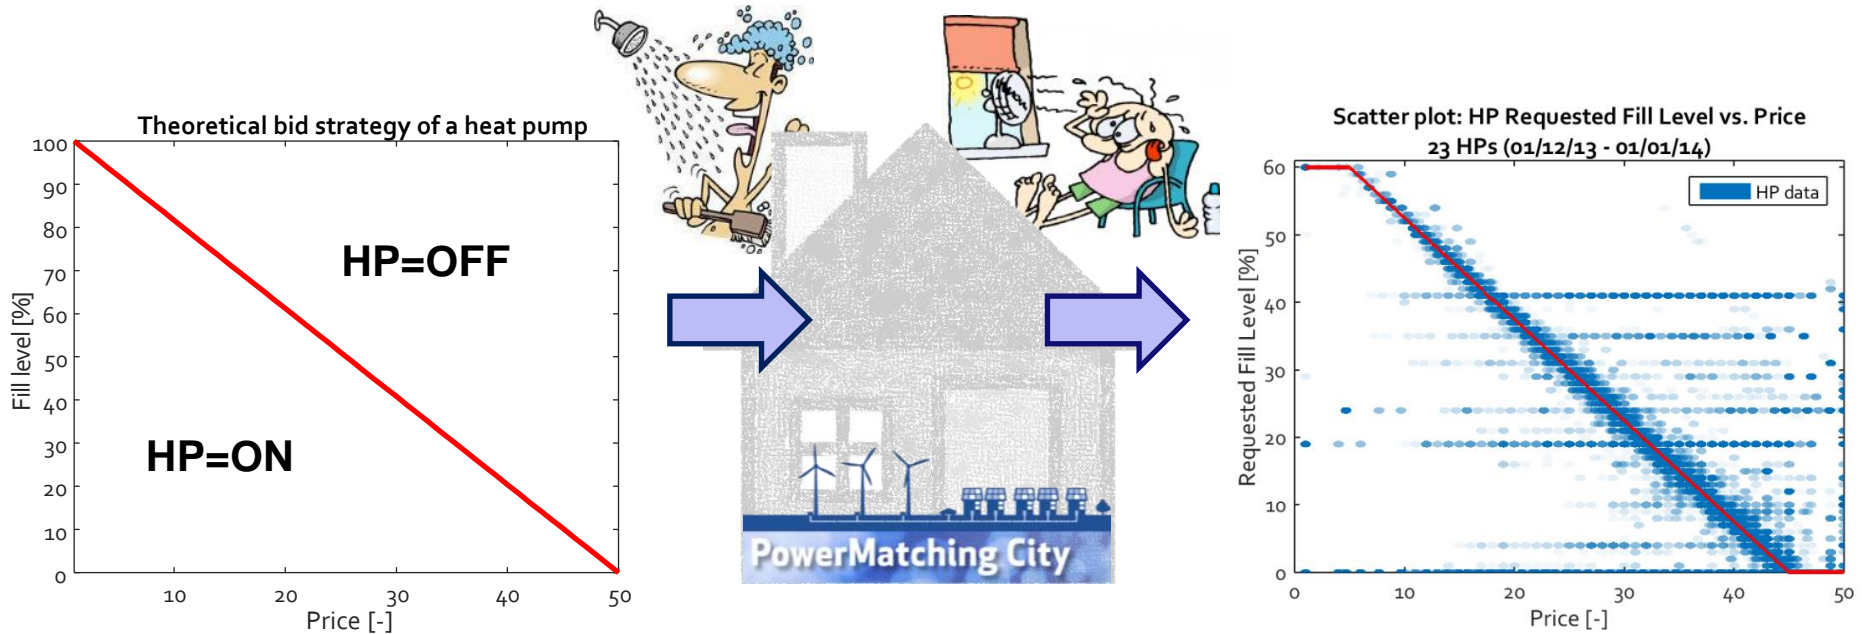 Theoretical bid strategy of a heat pump
100
90
80
70
60
50
40
30
20
10
0
Fill level [%]
HP=OFF
HP=ON
10 20 30 40 50
Price [-]
PowerMatching City
Scatter plot: HP Requested Fill Level vs. Price
23 HPs (01/12/13 - 01/01/14)
HP data
60
50
40
30
20
10
0
Requested Fill Level [%]
0 10 20 30 40 50
Price [-]